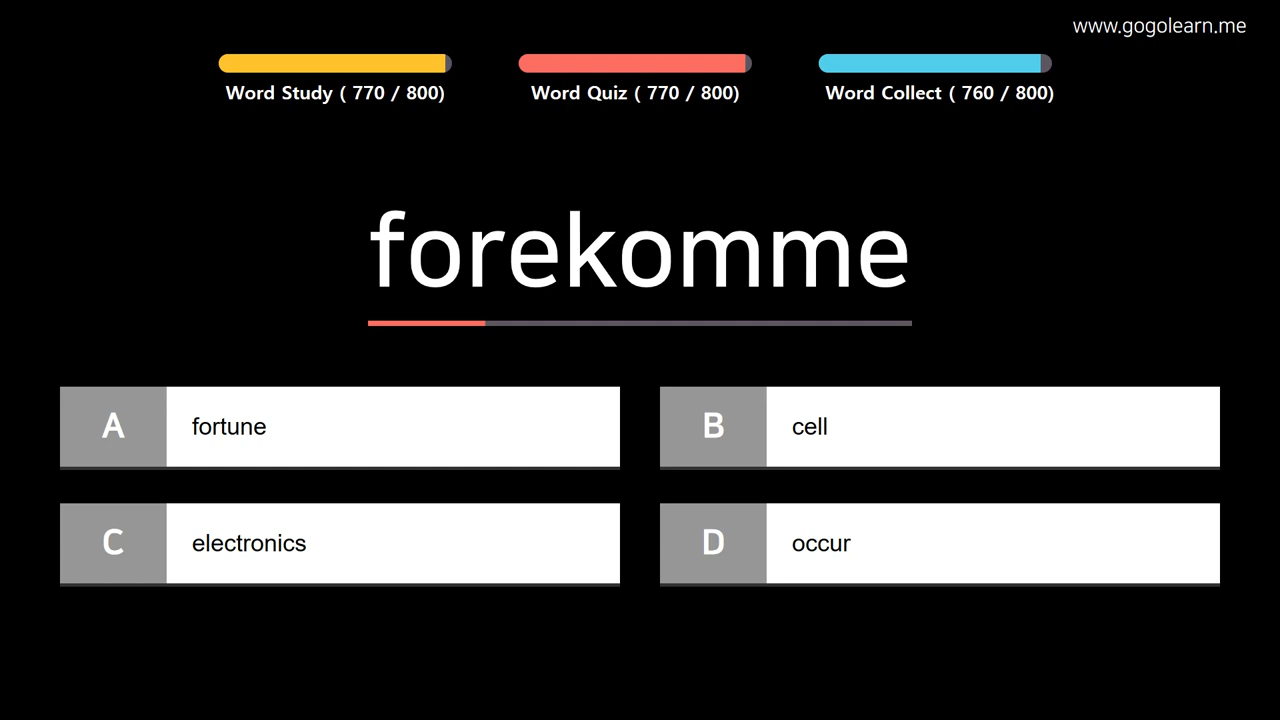 www.gogolearn.me
Word Study ( 770 / 800)
Word Quiz ( 770 / 800)
Word Collect ( 760 / 800)
forekomme
A fortune
B cell
C electronics
D occur